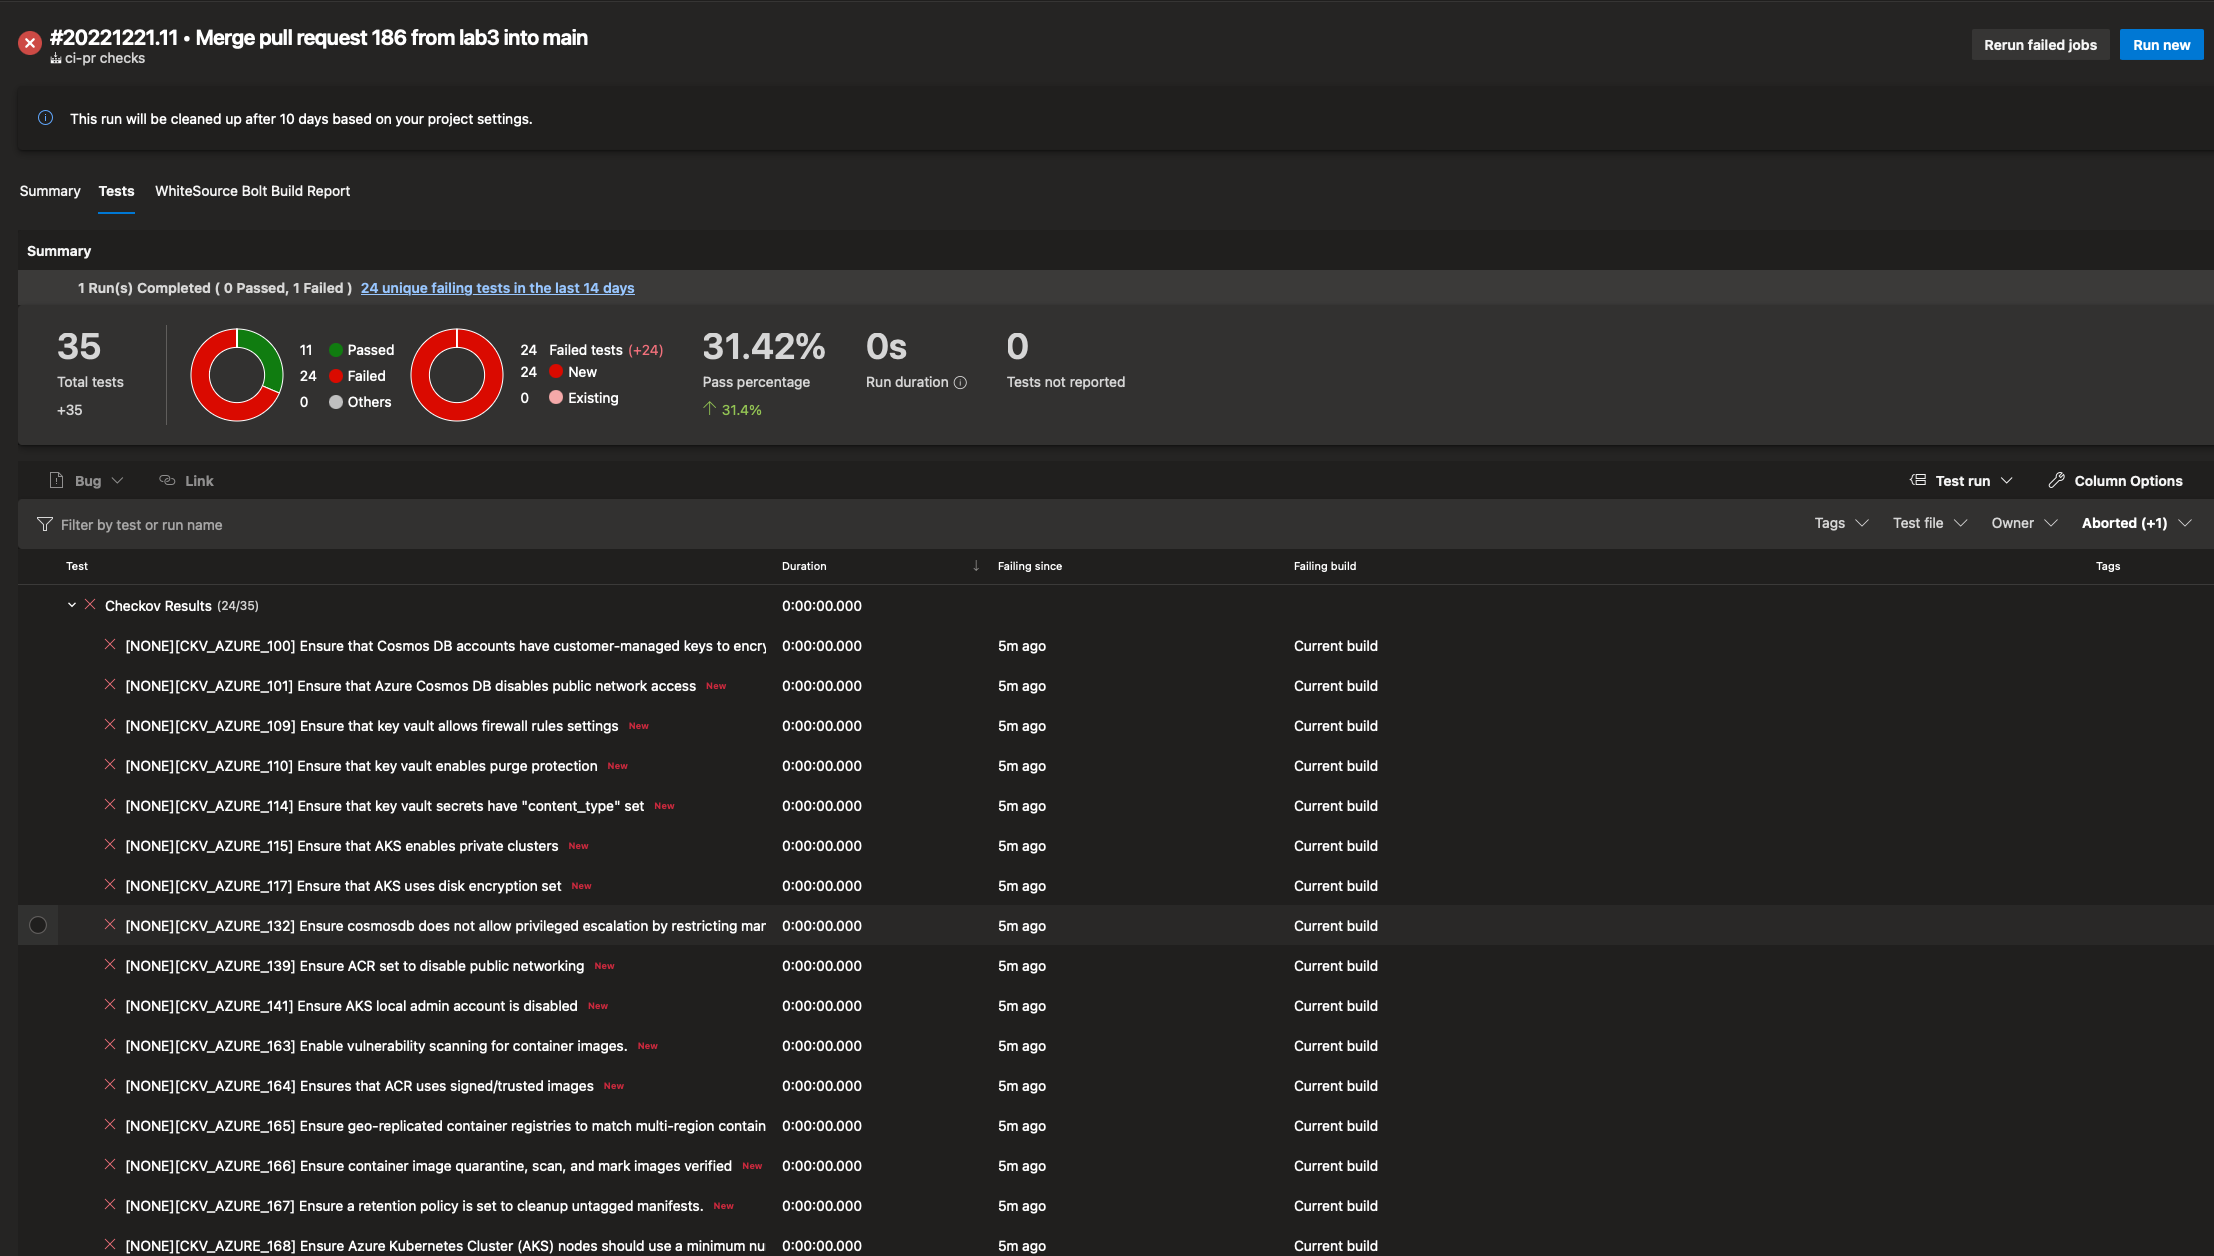 #20221221.11 • Merge pull request 186 from lab3 into main
ci-pr checks
Rerun failed jobs
Run new
This run will be cleaned up after 10 days based on your project settings.
Summary Tests WhiteSource Bolt Build Report
Summary
1 Run(s) Completed ( 0 Passed, 1 Failed ) 24 unique failing tests in the last 14 days
35
Total tests
+35
11 Passed
24 Failed
0 Others
24 Failed tests (+24)
24 New
0 Existing
31.42%
Pass percentage
31.4%
0s
Run duration
0
Tests not reported
Bug Link Test run Column Options
Filter by test or run name Tags Test file Owner Aborted (+1)
Test Duration Failing since Failing build Tags
Checkov Results (24/35) 0:00:00.000
[NONE][CKV_AZURE_100] Ensure that Cosmos DB accounts have customer-managed keys to encry 0:00:00.000 5m ago Current build
[NONE][CKV_AZURE_101] Ensure that Azure Cosmos DB disables public network access New 0:00:00.000 5m ago Current build
[NONE][CKV_AZURE_109] Ensure that key vault allows firewall rules settings New 0:00:00.000 5m ago Current build
[NONE][CKV_AZURE_110] Ensure that key vault enables purge protection New 0:00:00.000 5m ago Current build
[NONE][CKV_AZURE_114] Ensure that key vault secrets have "content_type" set New 0:00:00.000 5m ago Current build
[NONE][CKV_AZURE_115] Ensure that AKS enables private clusters New 0:00:00.000 5m ago Current build
[NONE][CKV_AZURE_117] Ensure that AKS uses disk encryption set New 0:00:00.000 5m ago Current build
[NONE][CKV_AZURE_132] Ensure cosmosdb does not allow privileged escalation by restricting mar 0:00:00.000 5m ago Current build
[NONE][CKV_AZURE_139] Ensure ACR set to disable public networking New 0:00:00.000 5m ago Current build
[NONE][CKV_AZURE_141] Ensure AKS local admin account is disabled New 0:00:00.000 5m ago Current build
[NONE][CKV_AZURE_163] Enable vulnerability scanning for container images. New 0:00:00.000 5m ago Current build
[NONE][CKV_AZURE_164] Ensures that ACR uses signed/trusted images New 0:00:00.000 5m ago Current build
[NONE][CKV_AZURE_165] Ensure geo-replicated container registries to match multi-region contain 0:00:00.000 5m ago Current build
[NONE][CKV_AZURE_166] Ensure container image quarantine, scan, and mark images verified New 0:00:00.000 5m ago Current build
[NONE][CKV_AZURE_167] Ensure a retention policy is set to cleanup untagged manifests. New 0:00:00.000 5m ago Current build
[NONE][CKV_AZURE_168] Ensure Azure Kubernetes Cluster (AKS) nodes should use a minimum nu 0:00:00.000 5m ago Current build